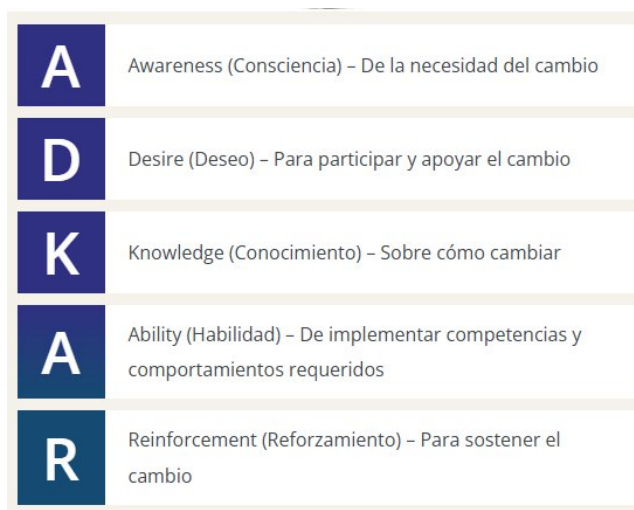 A
Awareness (Consciencia) – De la necesidad del cambio
D
Desire (Deseo) – Para participar y apoyar el cambio
K
Knowledge (Conocimiento) – Sobre cómo cambiar
A
Ability (Habilidad) – De implementar competencias y
comportamientos requeridos
R
Reinforcement (Reforzamiento) – Para sostener el
cambio